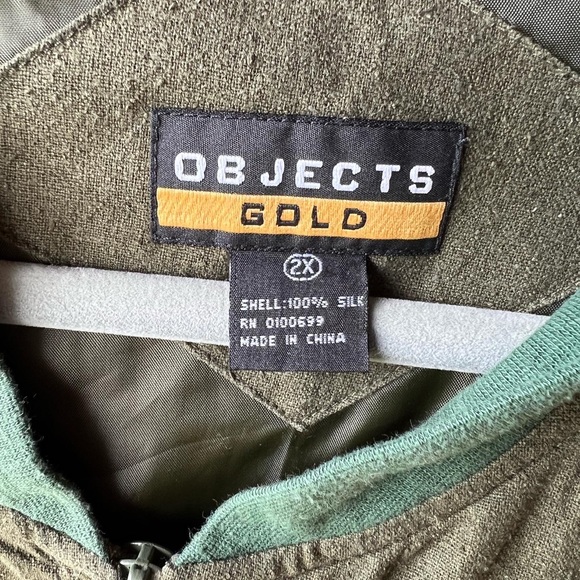 OBJECTS
GOLD
2X
SHELL:100% SILK
RN 0100699
MADE IN CHINA